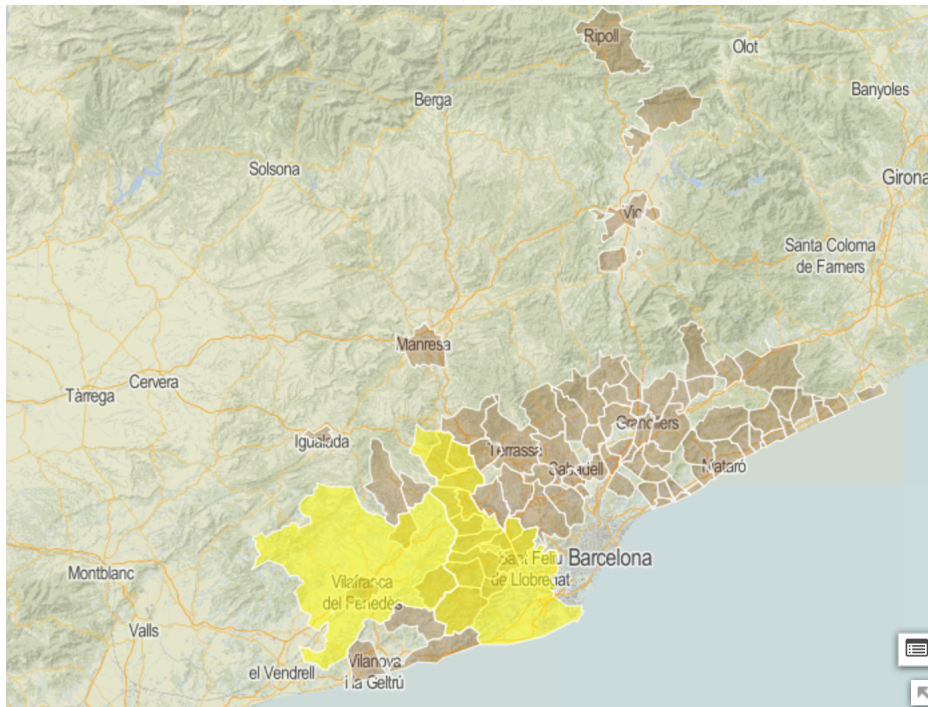 Ripoll
Olot
Banyoles
Berga
Solsona
Girona
Vic
Santa Coloma
de Farners
Manresa
Cervera
Tàrrega
Granollers
Igualada
Terrassa
Sabadell
Mataró
Sant Feliu
de Llobregat
Barcelona
Montblanc
Vilafranca
del Penedès
Valls
Vilanova
i la Geltrú
el Vendrell